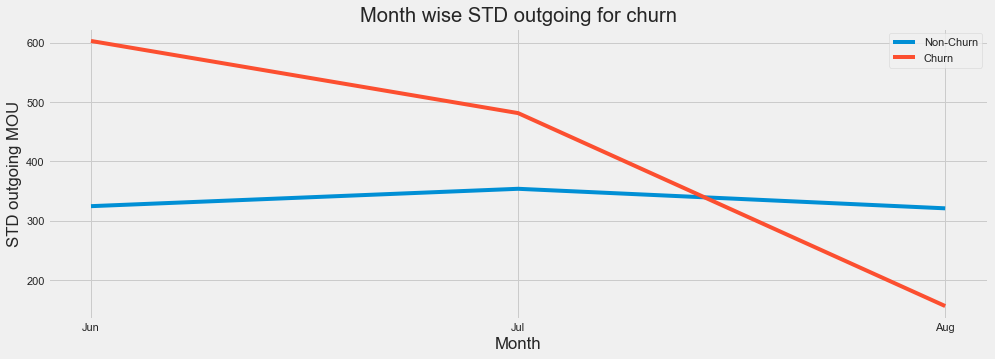 Month wise STD outgoing for churn
STD outgoing MOU
600
500
400
300
200
Non-Churn
Churn
Jun
Jul
Aug
Month